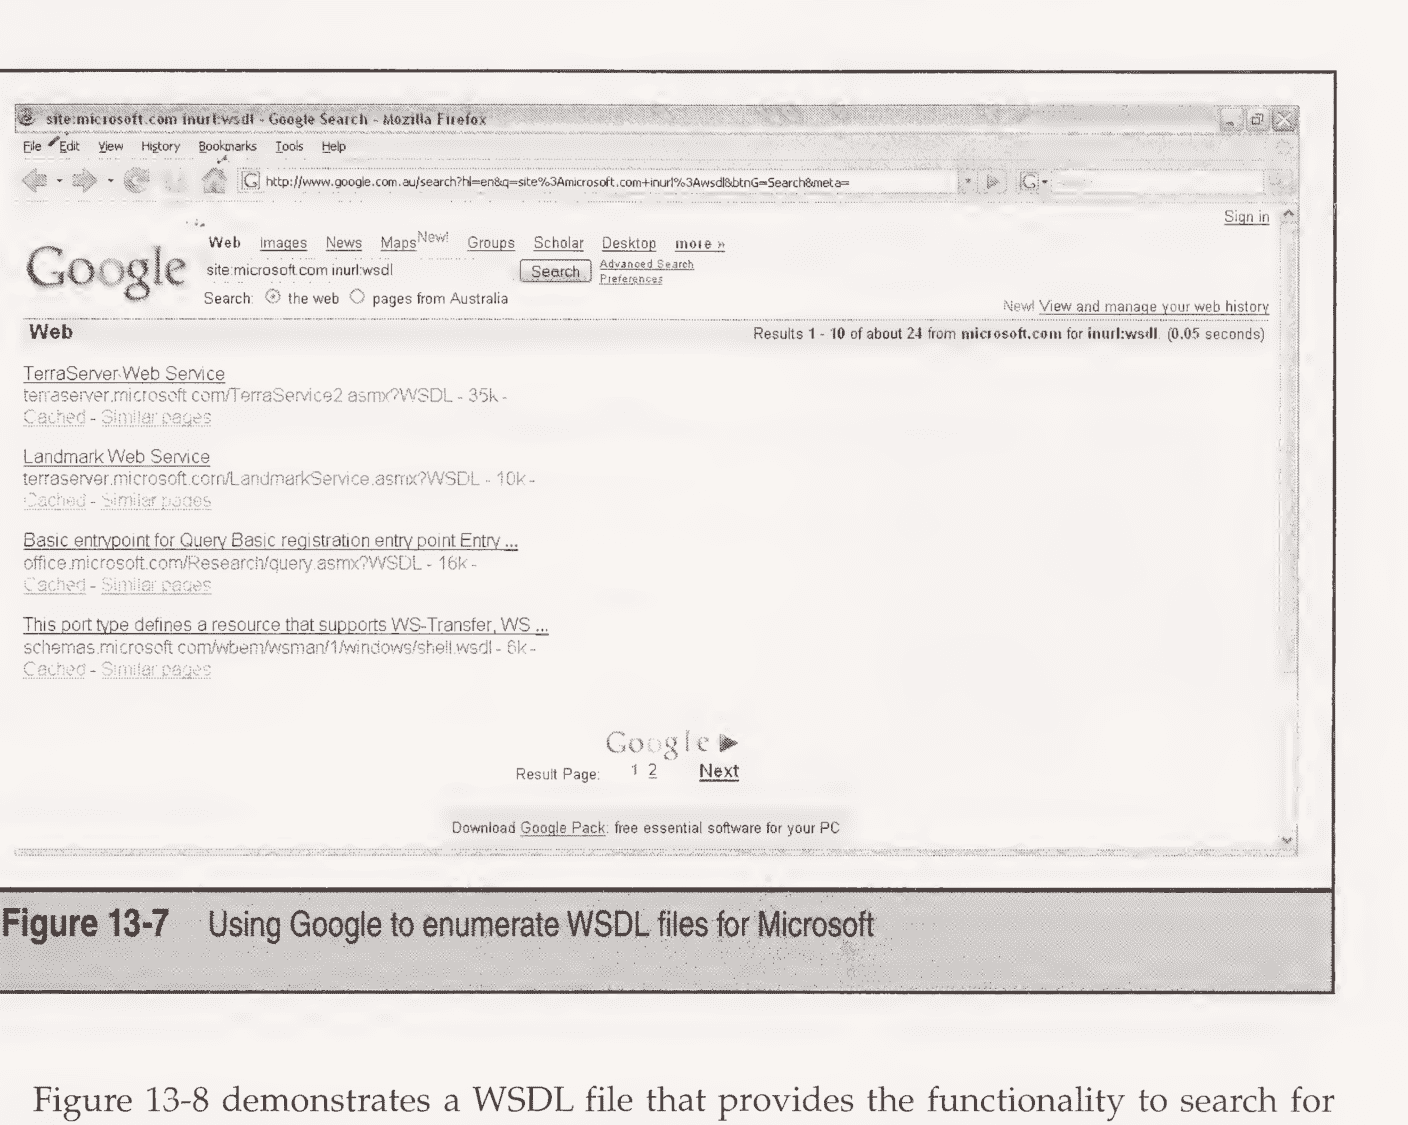 site:microsoft.com inurl:wsdl - Google Search - Mozilla Firefox
File Edit View History Bookmarks Tools Help
G http://www.google.com.au/search?hl=en&q=site%3Amicrosoft.com+inurl%3Awsdl&btnG=Search&meta= G
Sign in
Web Images News Maps New! Groups Scholar Desktop more »
Google site:microsoft.com inurl:wsdl Search Advanced Search
Preferences
Search: the web pages from Australia
New! View and manage your web history
Web Results 1 - 10 of about 24 from microsoft.com for inurl:wsdl. (0.05 seconds)
TerraServer Web Service
terraserver.microsoft.com/TerraService2.asmx?WSDL - 35k -
Cached - Similar pages
Landmark Web Service
terraserver.microsoft.com/LandmarkService.asmx?WSDL - 10k -
Cached - Similar pages
Basic entrypoint for Query Basic registration entry point Entry ...
office.microsoft.com/Research/query.asmx?WSDL - 16k -
Cached - Similar pages
This port type defines a resource that supports WS-Transfer, WS ...
schemas.microsoft.com/wbem/wsman/1/windows/shell.wsdl - 6k -
Cached - Similar pages
Google
Result Page: 1 2 Next
Download Google Pack: free essential software for your PC
Figure 13-7 Using Google to enumerate WSDL files for Microsoft
Figure 13-8 demonstrates a WSDL file that provides the functionality to search for